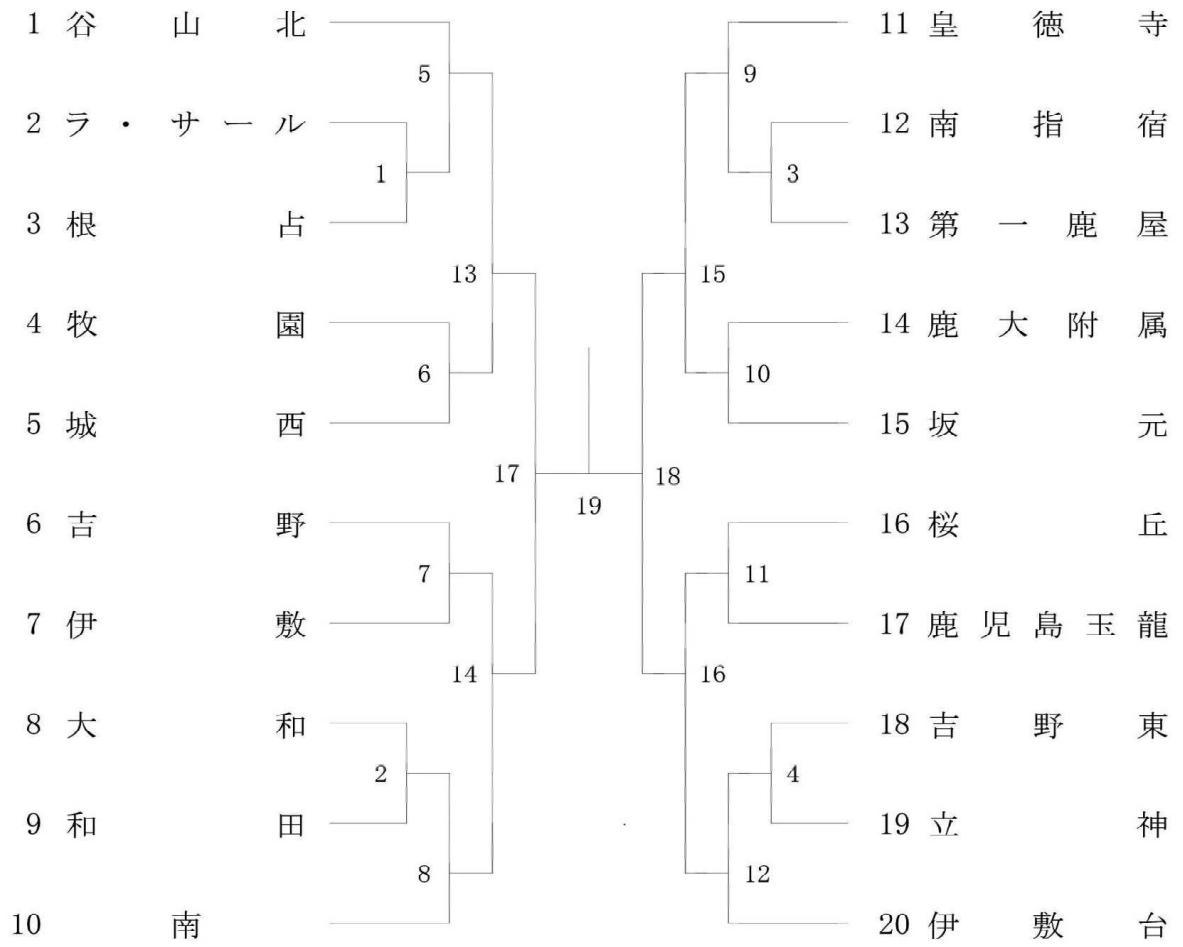 1 谷山北
2 ラ・サール
3 根占
4 牧園
5 城西
6 吉野
7 伊敷
8 大和
9 和田
10 南
5
1
13
6
17
7
14
2
8
19
9
3
15
10
18
11
16
4
12
11 皇徳寺
12 南指宿
13 第一鹿屋
14 鹿大附属
15 坂元
16 桜丘
17 鹿児島玉龍
18 吉野東
19 立神
20 伊敷台